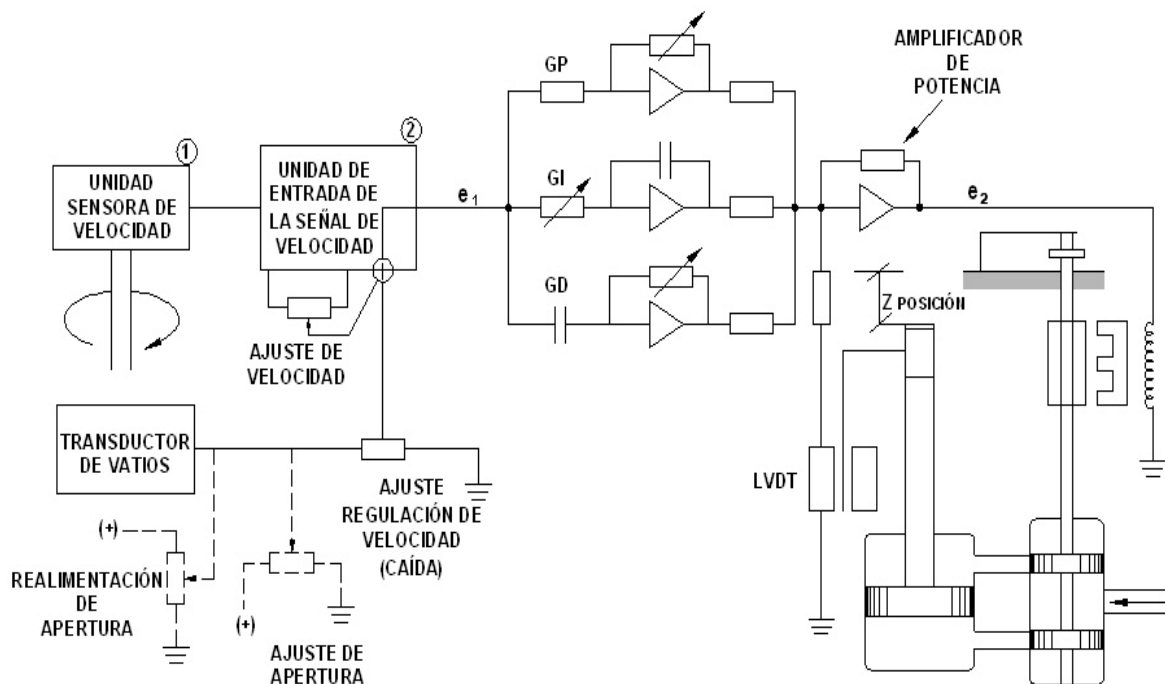 AMPLIFICADOR
DE
POTENCIA
GP
1
2
UNIDAD
SENSORA DE
VELOCIDAD
UNIDAD DE
ENTRADA DE
LA SEÑAL DE
VELOCIDAD
e1
GI
e2
GD
Z POSICIÓN
AJUSTE DE
VELOCIDAD
TRANSDUCTOR
DE VATIOS
LVDT
AJUSTE
REGULACIÓN DE
VELOCIDAD
(CAÍDA)
(+)
REALIMENTACIÓN
DE
APERTURA
(+)
AJUSTE DE
APERTURA